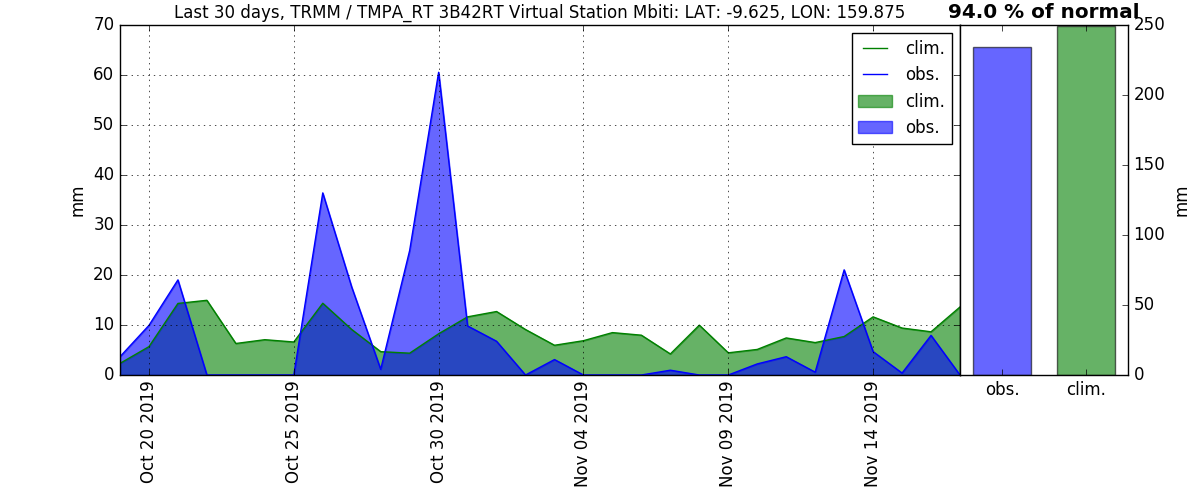 Last 30 days, TRMM / TMPA_RT 3B42RT Virtual Station Mbiti: LAT: -9.625, LON: 159.875
94.0 % of normal
70
60
50
40
30
20
10
0
mm
clim.
obs.
clim.
obs.
Oct 20 2019
Oct 25 2019
Oct 30 2019
Nov 04 2019
Nov 09 2019
Nov 14 2019
250
200
150
100
50
0
mm
obs.
clim.